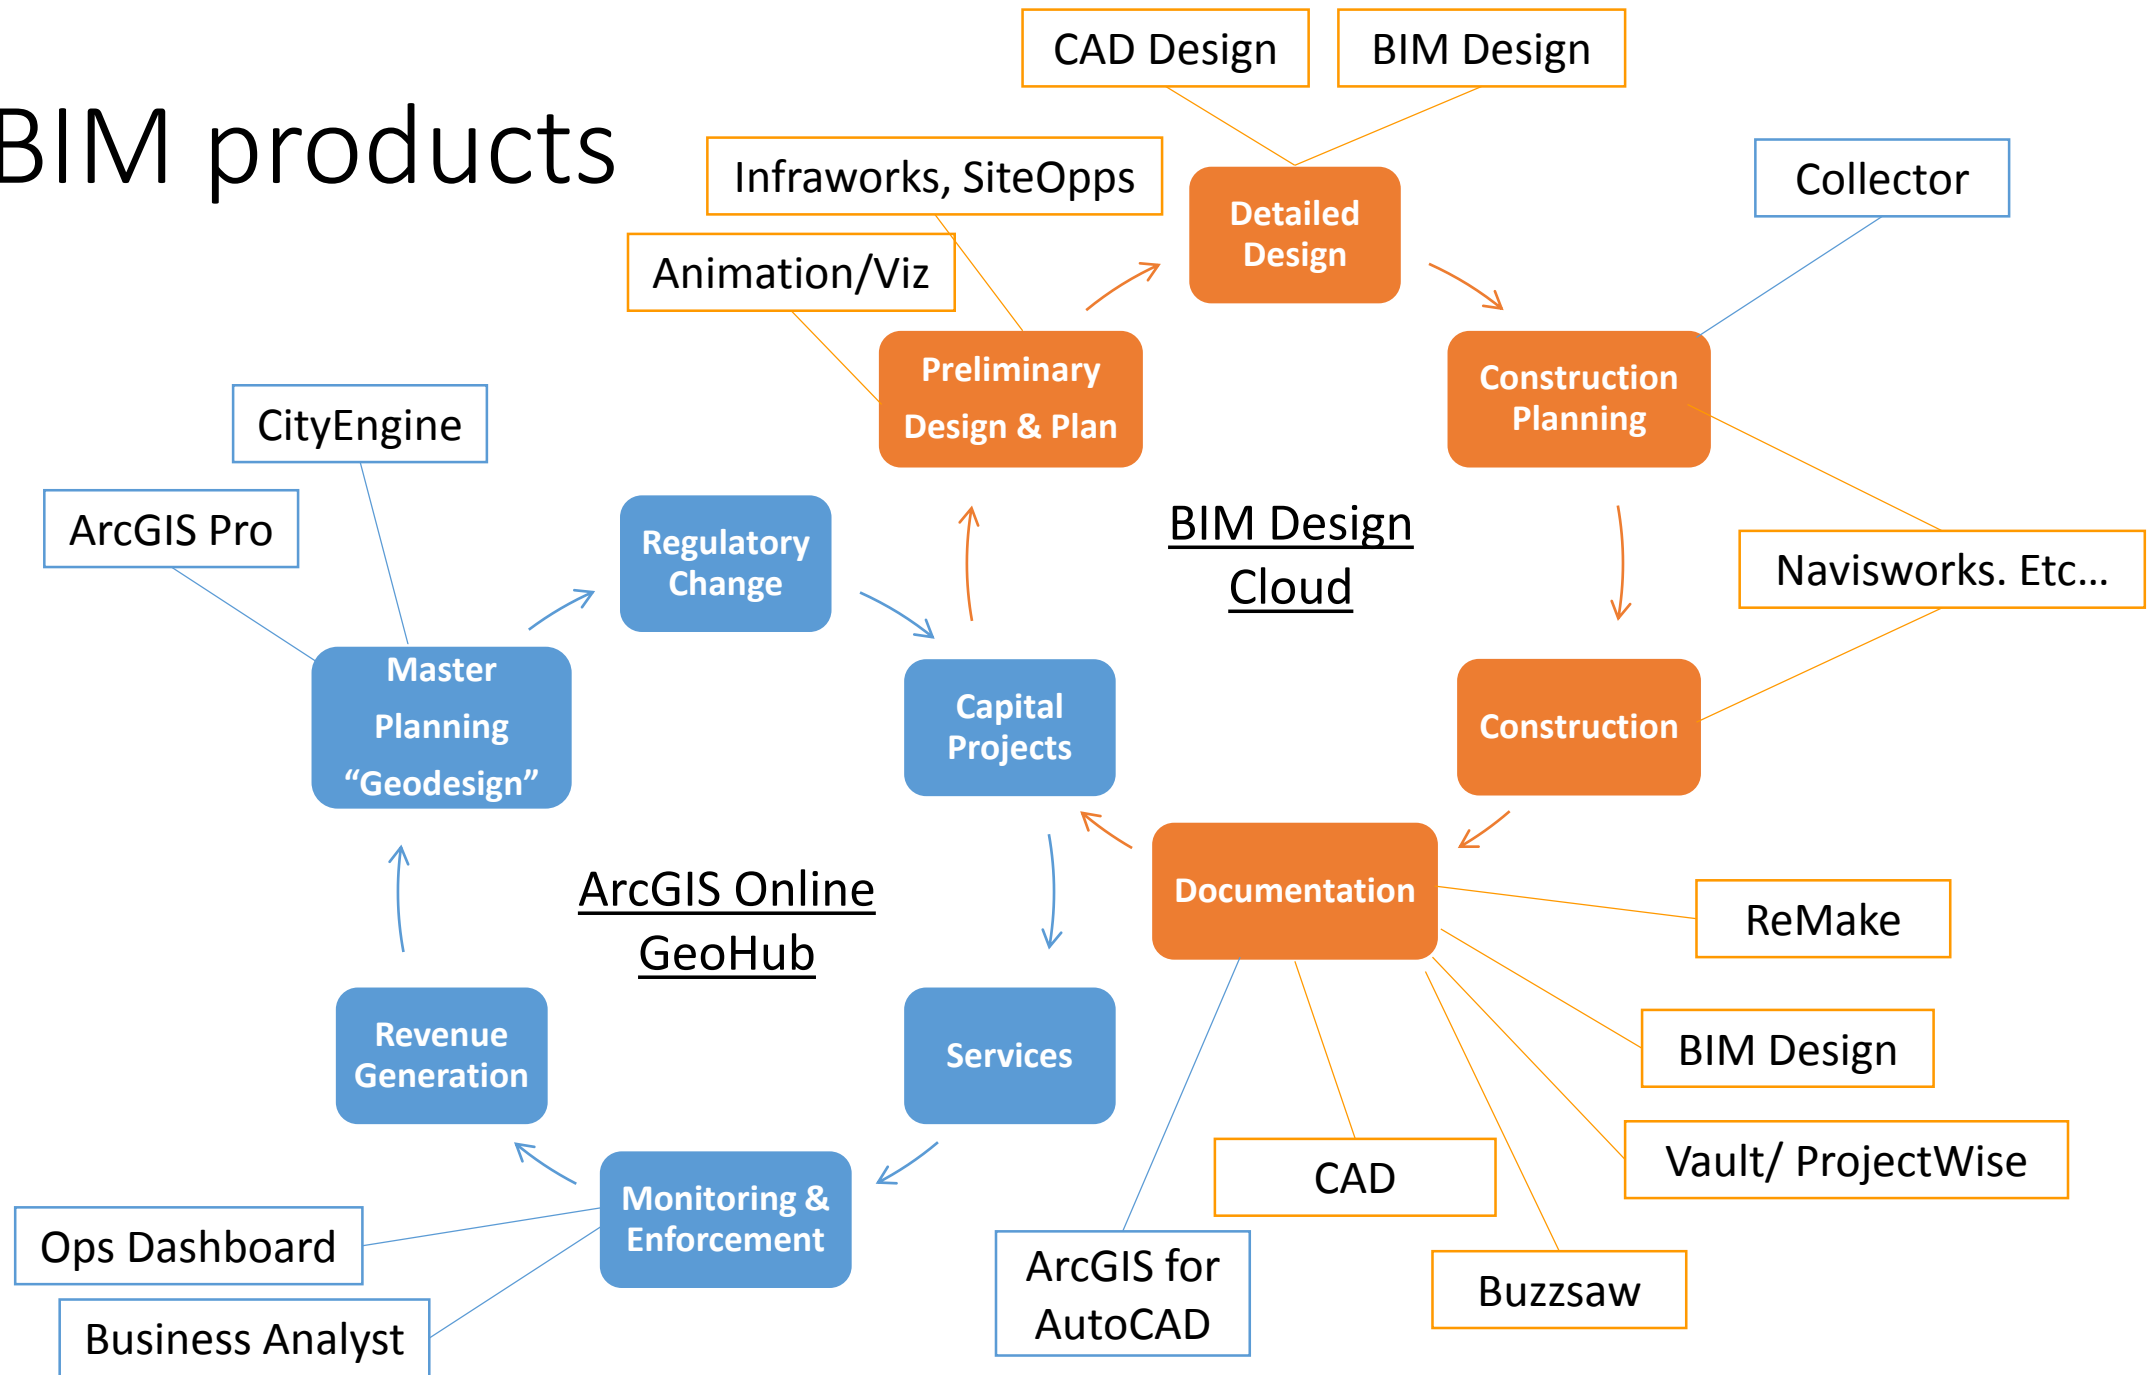 BIM products
CAD Design
BIM Design
Infraworks, SiteOpps
Collector
Animation/Viz
Detailed
Design
Preliminary
Design & Plan
Construction
Planning
CityEngine
ArcGIS Pro
Regulatory
Change
BIM Design
Cloud
Navisworks. Etc...
Master
Planning
“Geodesign”
Capital
Projects
Construction
ArcGIS Online
GeoHub
Documentation
ReMake
Revenue
Generation
Services
BIM Design
Vault/ ProjectWise
CAD
Monitoring &
Enforcement
Ops Dashboard
Business Analyst
ArcGIS for
AutoCAD
Buzzsaw